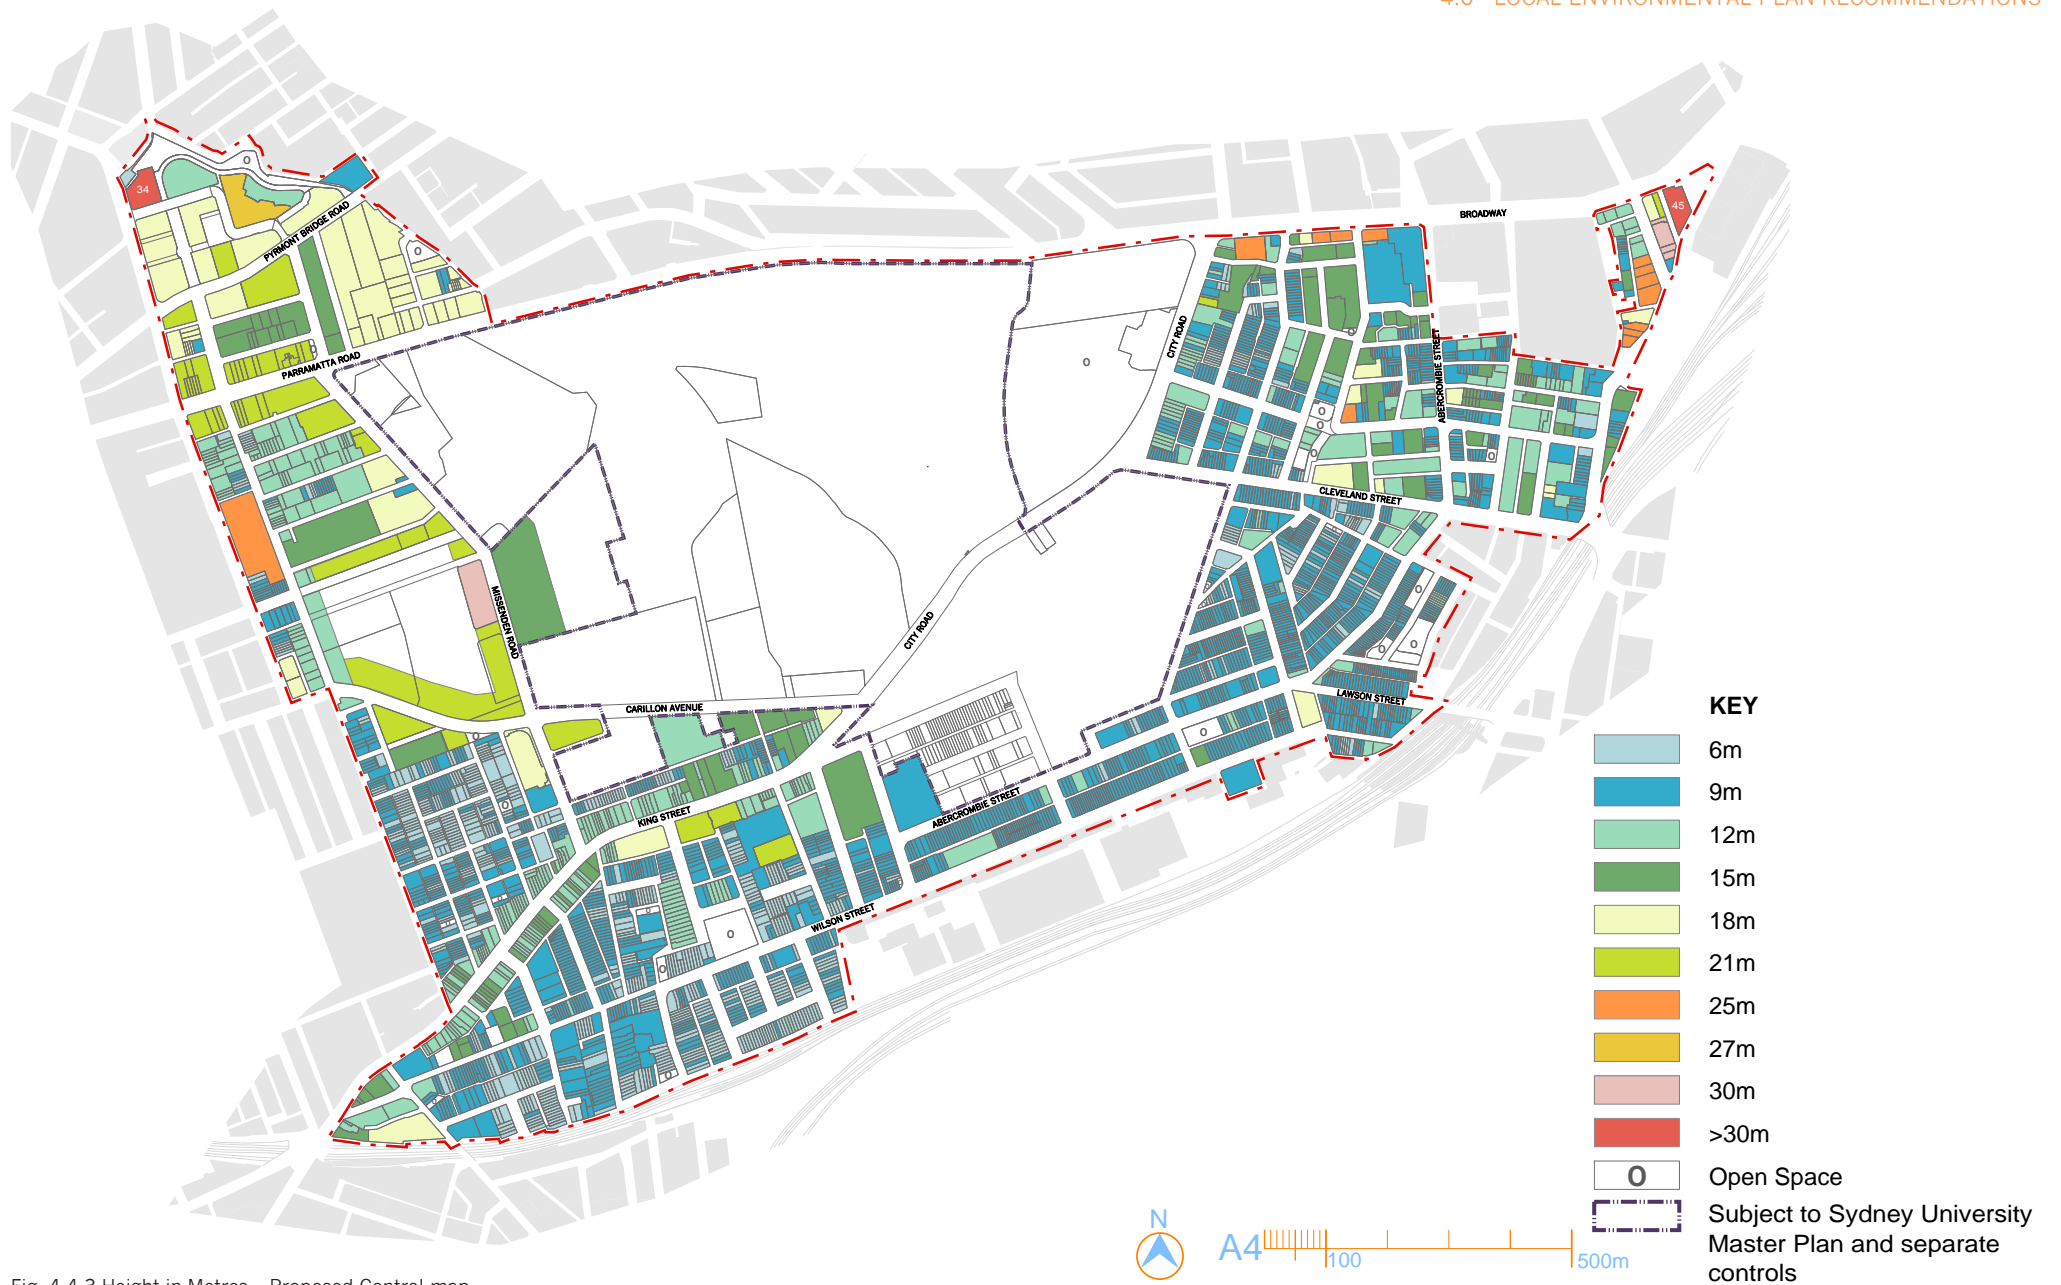 4.0 LOCAL ENVIRONMENTAL PLAN RECOMMENDATIONS
34
O
PYRMONT BRIDGE ROAD
O
BROADWAY
45
PARRAMATTA ROAD
O
O
CITY ROAD
ABERCROMBIE STREET
O
O
O
O
O
CLEVELAND STREET
MISSENDEN ROAD
CITY ROAD
O
O
O
LAWSON STREET
CARILLON AVENUE
O
O
O
KING STREET
ABERCROMBIE STREET
WILSON STREET
O
O
O
O
O
KEY
6m
9m
12m
15m
18m
21m
25m
27m
30m
>30m
O Open Space
Subject to Sydney University
Master Plan and separate
controls
N
A4
100
500m
Fig. 4.4.3 Height in Metres - Proposed Control map